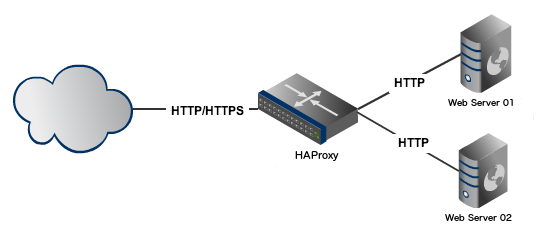 HTTP/HTTPS
HAProxy
HTTP
Web Server 01
HTTP
Web Server 02